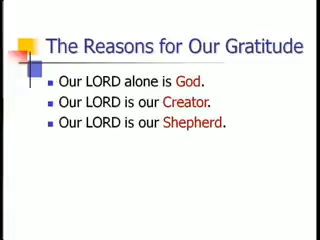 The Reasons for Our Gratitude
Our LORD alone is God.
Our LORD is our Creator.
Our LORD is our Shepherd.